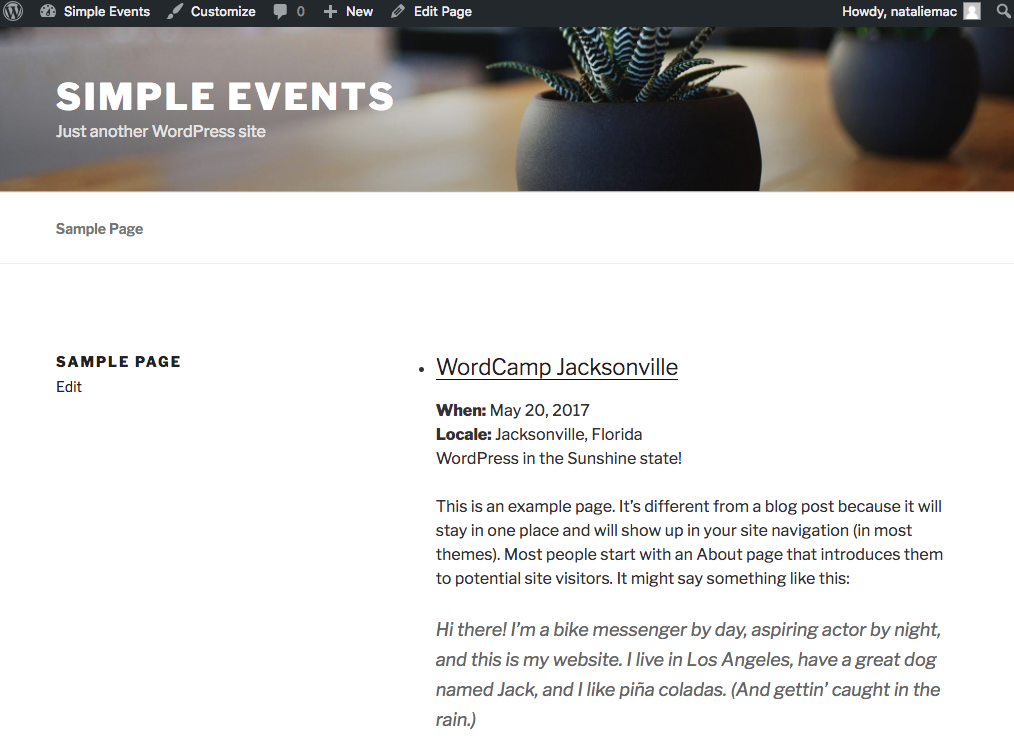 Simple Events Customize 0 New Edit Page Howdy, nataliemac
SIMPLE EVENTS
Just another WordPress site
Sample Page
SAMPLE PAGE
Edit
• WordCamp Jacksonville
When: May 20, 2017
Locale: Jacksonville, Florida
WordPress in the Sunshine state!
This is an example page. It’s different from a blog post because it will
stay in one place and will show up in your site navigation (in most
themes). Most people start with an About page that introduces them
to potential site visitors. It might say something like this:
Hi there! I’m a bike messenger by day, aspiring actor by night,
and this is my website. I live in Los Angeles, have a great dog
named Jack, and I like piña coladas. (And gettin’ caught in the
rain.)